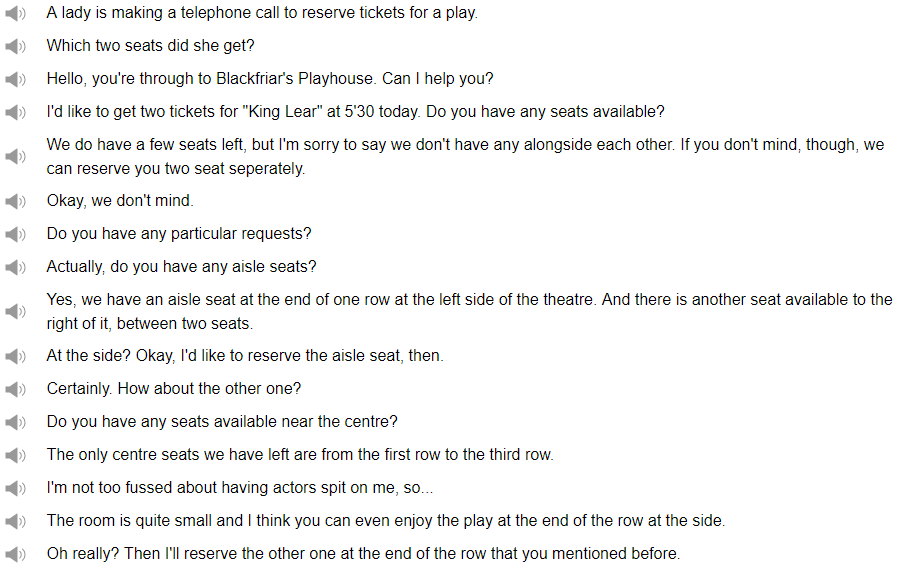 A lady is making a telephone call to reserve tickets for a play.
Which two seats did she get?
Hello, you're through to Blackfriar's Playhouse. Can I help you?
I'd like to get two tickets for "King Lear" at 5'30 today. Do you have any seats available?
We do have a few seats left, but I'm sorry to say we don't have any alongside each other. If you don't mind, though, we
can reserve you two seat seperately.
Okay, we don't mind.
Do you have any particular requests?
Actually, do you have any aisle seats?
Yes, we have an aisle seat at the end of one row at the left side of the theatre. And there is another seat available to the
right of it, between two seats.
At the side? Okay, I'd like to reserve the aisle seat, then.
Certainly. How about the other one?
Do you have any seats available near the centre?
The only centre seats we have left are from the first row to the third row.
I'm not too fussed about having actors spit on me, so...
The room is quite small and I think you can even enjoy the play at the end of the row at the side.
Oh really? Then I'll reserve the other one at the end of the row that you mentioned before.